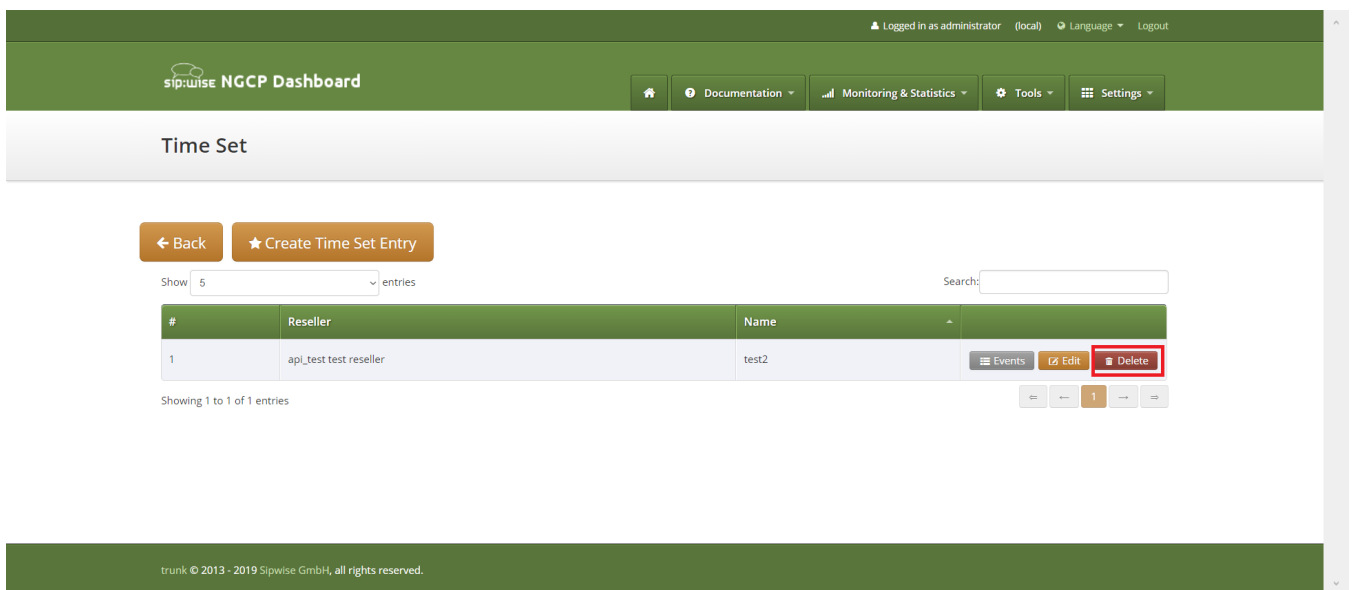 Logged in as administrator (local) Language Logout
sip:wise NGCP Dashboard
Documentation Monitoring & Statistics Tools Settings
Time Set
Back Create Time Set Entry
Show 5 entries Search:
# Reseller Name
1 api_test test reseller test2 Events Edit Delete
Showing 1 to 1 of 1 entries ⇐ ← 1 → ⇒
trunk © 2013 - 2019 Sipwise GmbH, all rights reserved.